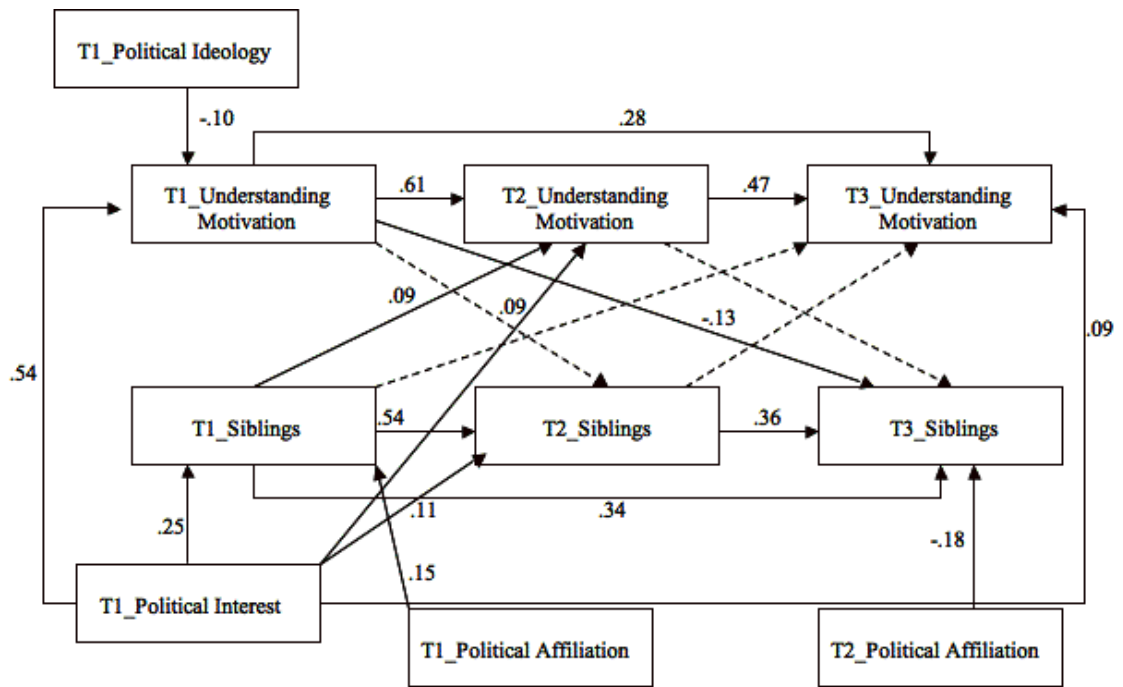 T1_Political Ideology
-.10
.28
T1_Understanding
Motivation
.61
T2_Understanding
Motivation
.47
T3_Understanding
Motivation
.09
.09
-.13
.09
.54
T1_Siblings
.54
T2_Siblings
.36
T3_Siblings
.25
.11
.34
-.18
.15
T1_Political Interest
T1_Political Affiliation
T2_Political Affiliation